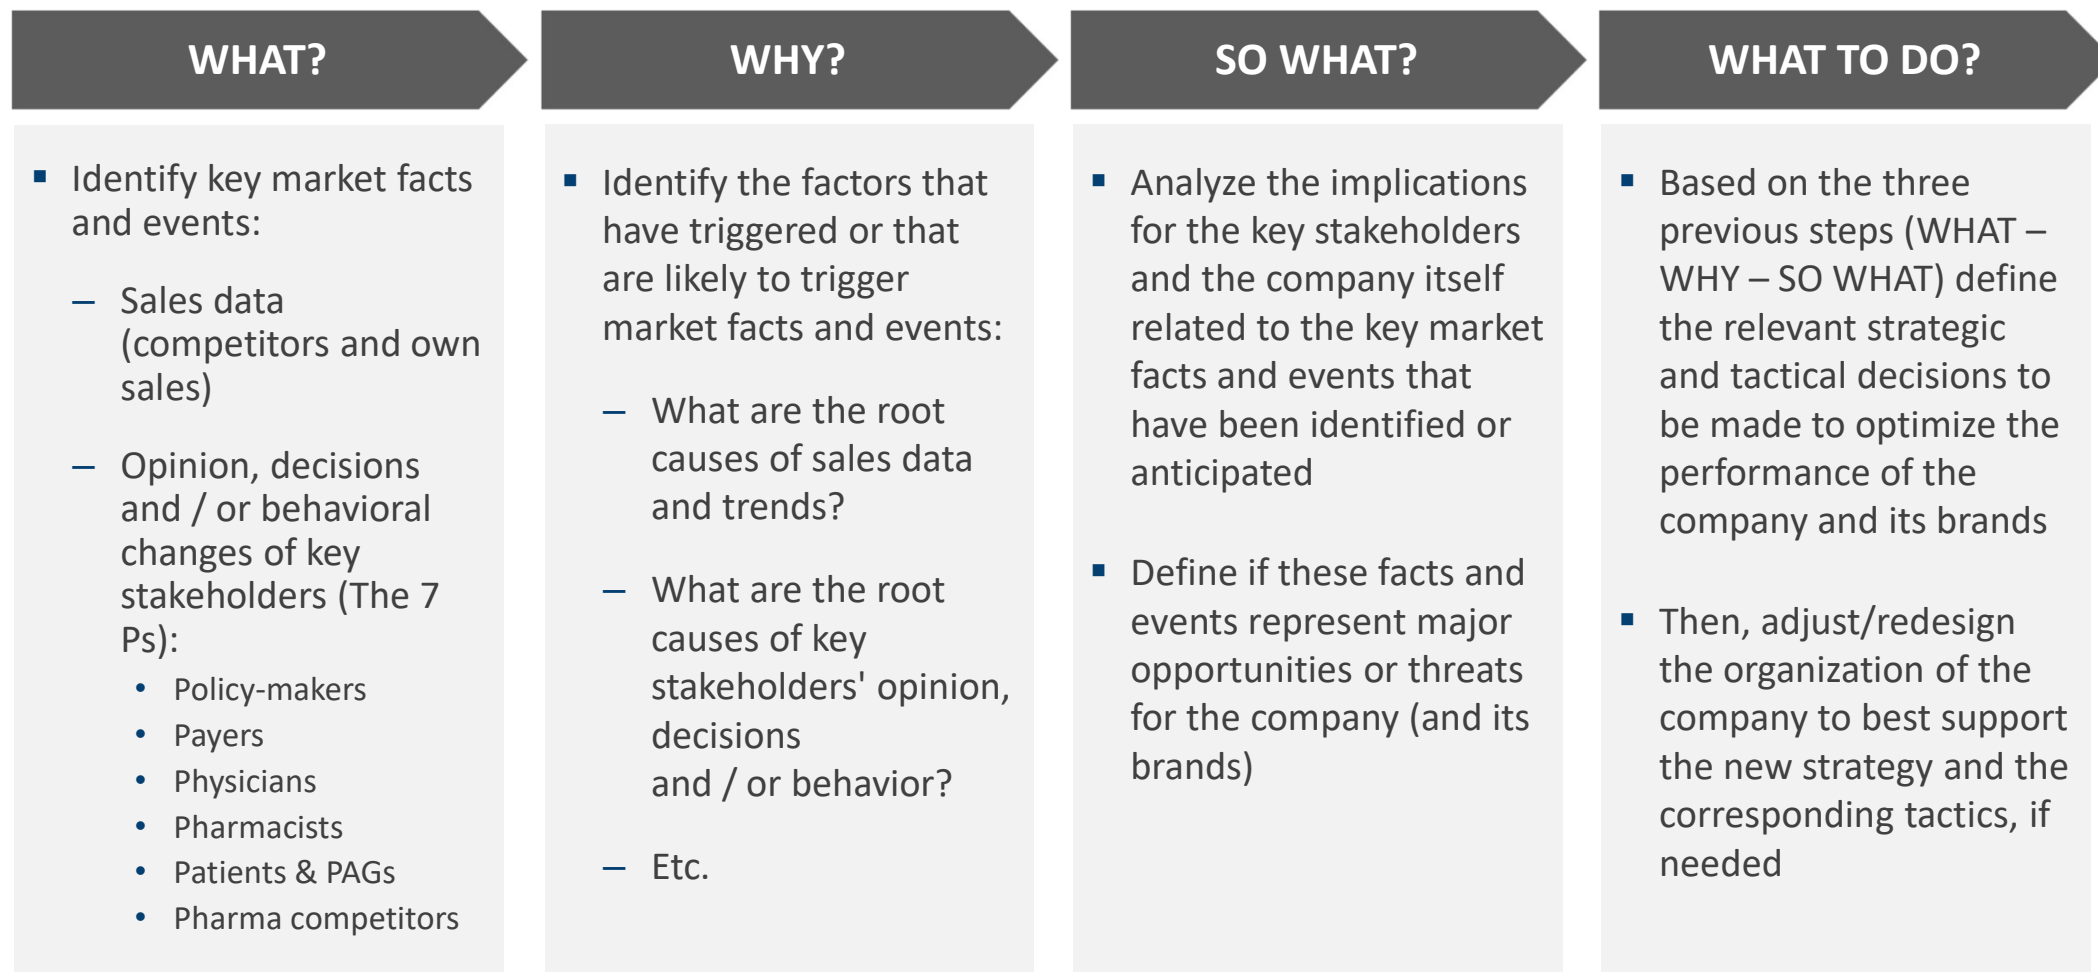 WHAT?
▪ Identify key market facts
and events:
– Sales data
(competitors and own
sales)
– Opinion, decisions
and / or behavioral
changes of key
stakeholders (The 7
Ps):
• Policy-makers
• Payers
• Physicians
• Pharmacists
• Patients & PAGs
• Pharma competitors
WHY?
▪ Identify the factors that
have triggered or that
are likely to trigger
market facts and events:
– What are the root
causes of sales data
and trends?
– What are the root
causes of key
stakeholders' opinion,
decisions
and / or behavior?
– Etc.
SO WHAT?
▪ Analyze the implications
for the key stakeholders
and the company itself
related to the key market
facts and events that
have been identified or
anticipated
▪ Define if these facts and
events represent major
opportunities or threats
for the company (and its
brands)
WHAT TO DO?
▪ Based on the three
previous steps (WHAT –
WHY – SO WHAT) define
the relevant strategic
and tactical decisions to
be made to optimize the
performance of the
company and its brands
▪ Then, adjust/redesign
the organization of the
company to best support
the new strategy and the
corresponding tactics, if
needed